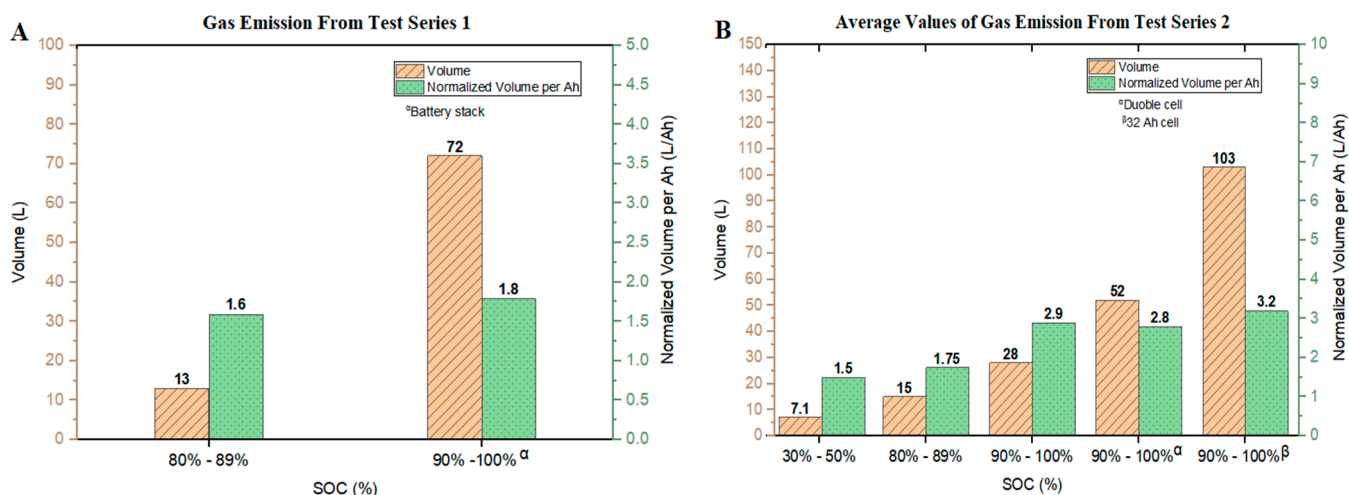 A
Gas Emission From Test Series 1
100
90
80
70
60
50
40
30
20
10
0
Volume (L)
5.0
4.5
4.0
3.5
3.0
2.5
2.0
1.5
1.0
0.5
0.0
Normalized Volume per Ah (L/Ah)
Volume
Normalized Volume per Ah
αBattery stack
13
1.6
72
1.8
80% - 89%
90% -100%α
SOC (%)
B
Average Values of Gas Emission From Test Series 2
150
140
130
120
110
100
90
80
70
60
50
40
30
20
10
0
Volume (L)
10
9
8
7
6
5
4
3
2
1
0
Normalized Volume per Ah (L/Ah)
Volume
Normalized Volume per Ah
αDuoble cell
β32 Ah cell
7.1
1.5
15
1.75
28
2.9
52
2.8
103
3.2
30% - 50%
80% - 89%
90% - 100%
90% - 100%α
90% - 100%β
SOC (%)